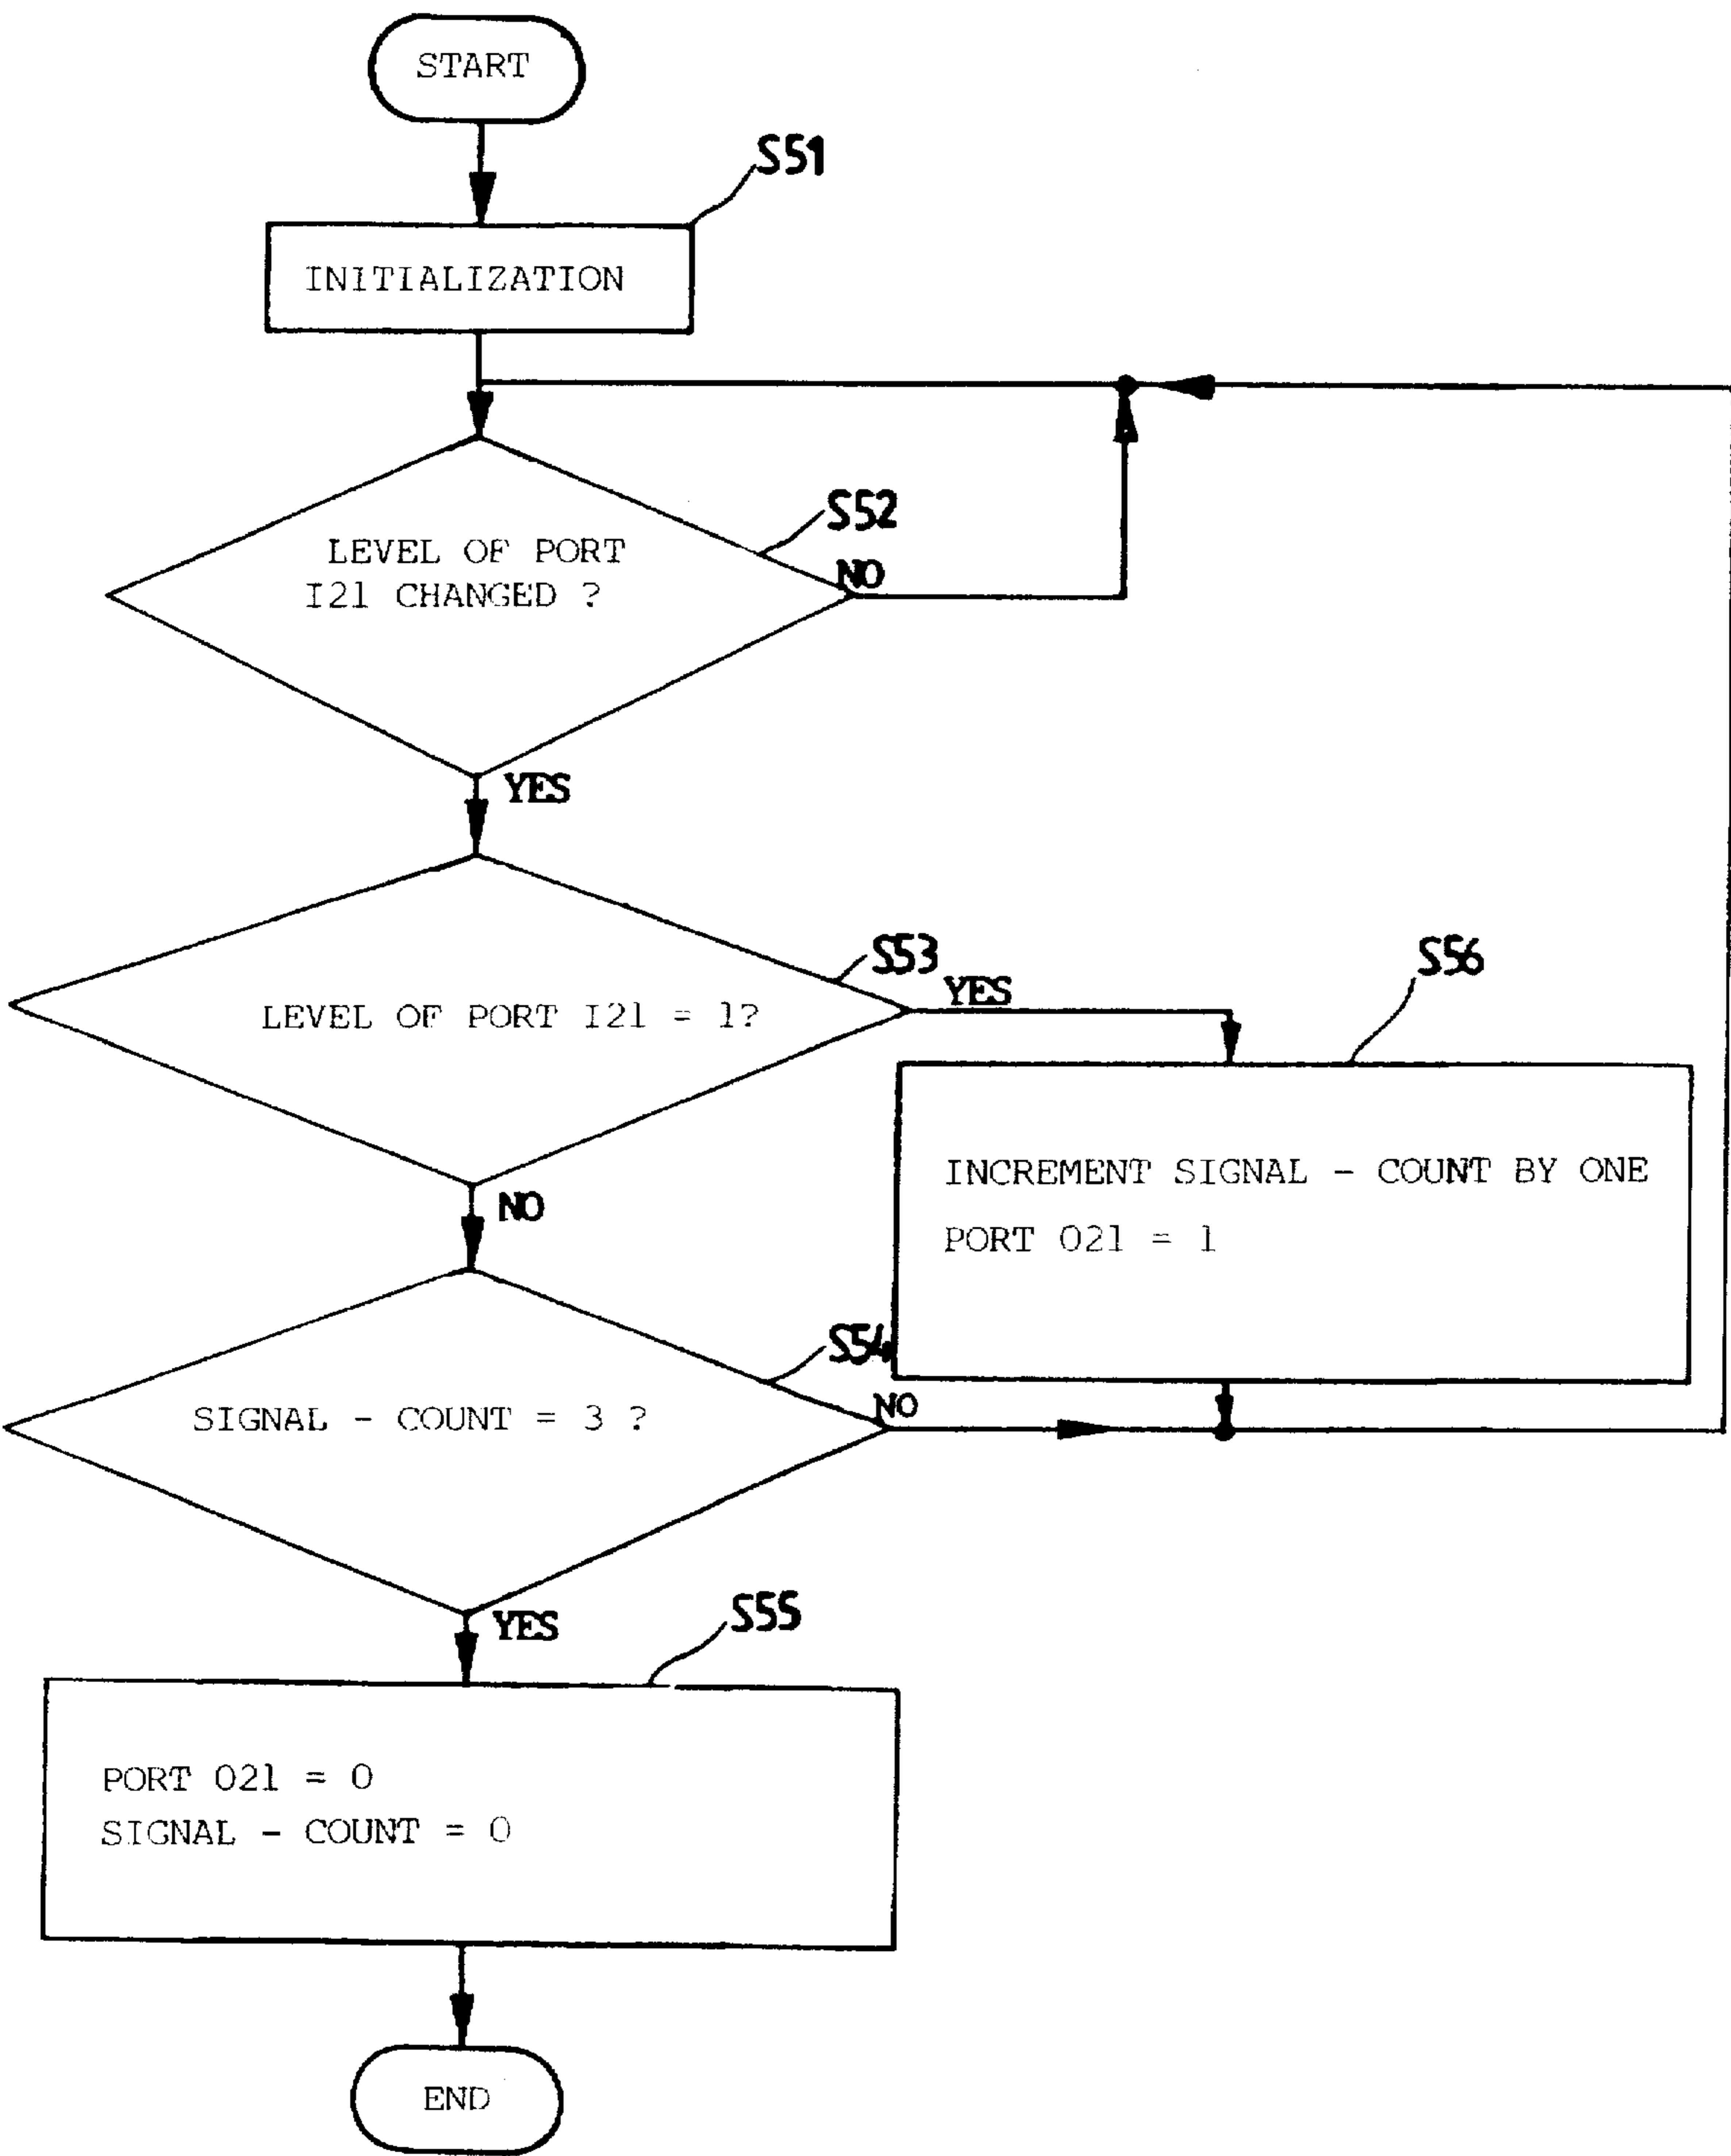 START
S51
INITIALIZATION
S52
LEVEL OF PORT
I21 CHANGED ?
NO
YES
S53
LEVEL OF PORT I21 = 1?
YES
S56
INCREMENT SIGNAL - COUNT BY ONE
PORT O21 = 1
NO
S54
SIGNAL - COUNT = 3 ?
NO
YES
S55
PORT O21 = 0
SIGNAL - COUNT = 0
END